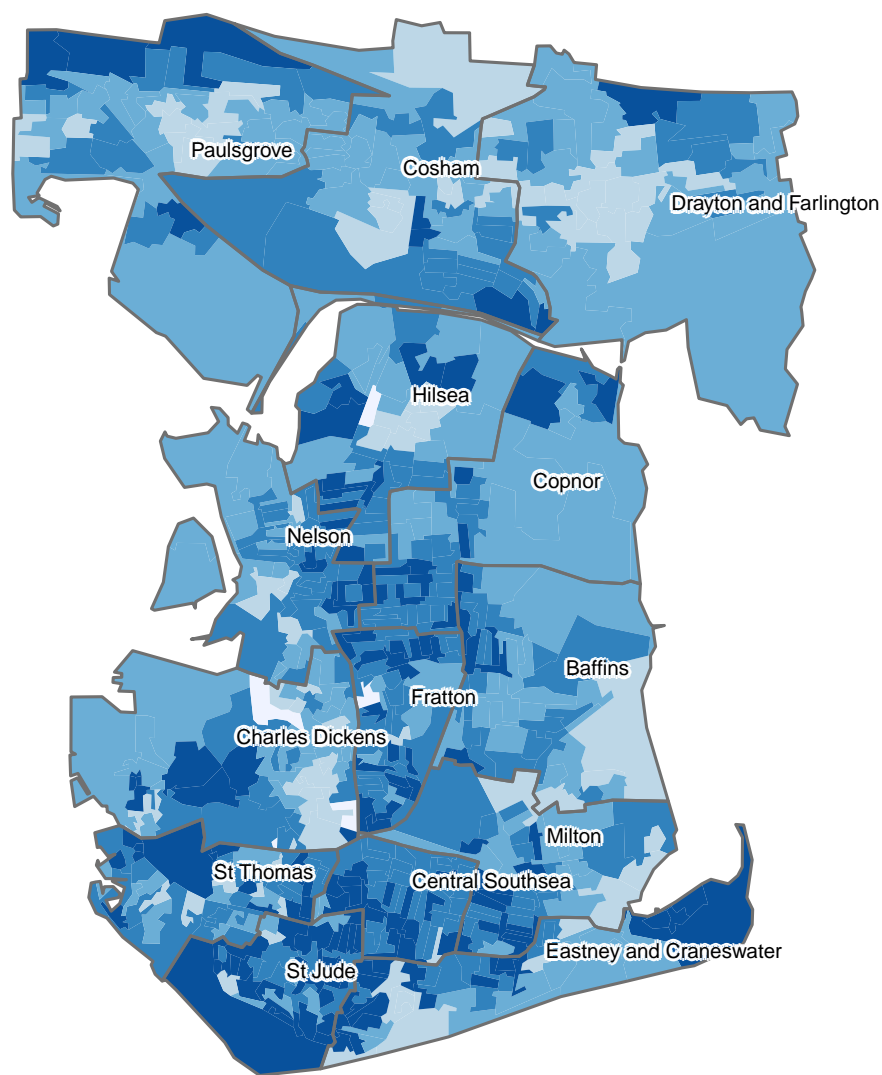 Paulsgrove
Cosham
Drayton and Farlington
Hilsea
Copnor
Nelson
Baffins
Fratton
Charles Dickens
Milton
St Thomas
Central Southsea
Eastney and Craneswater
St Jude